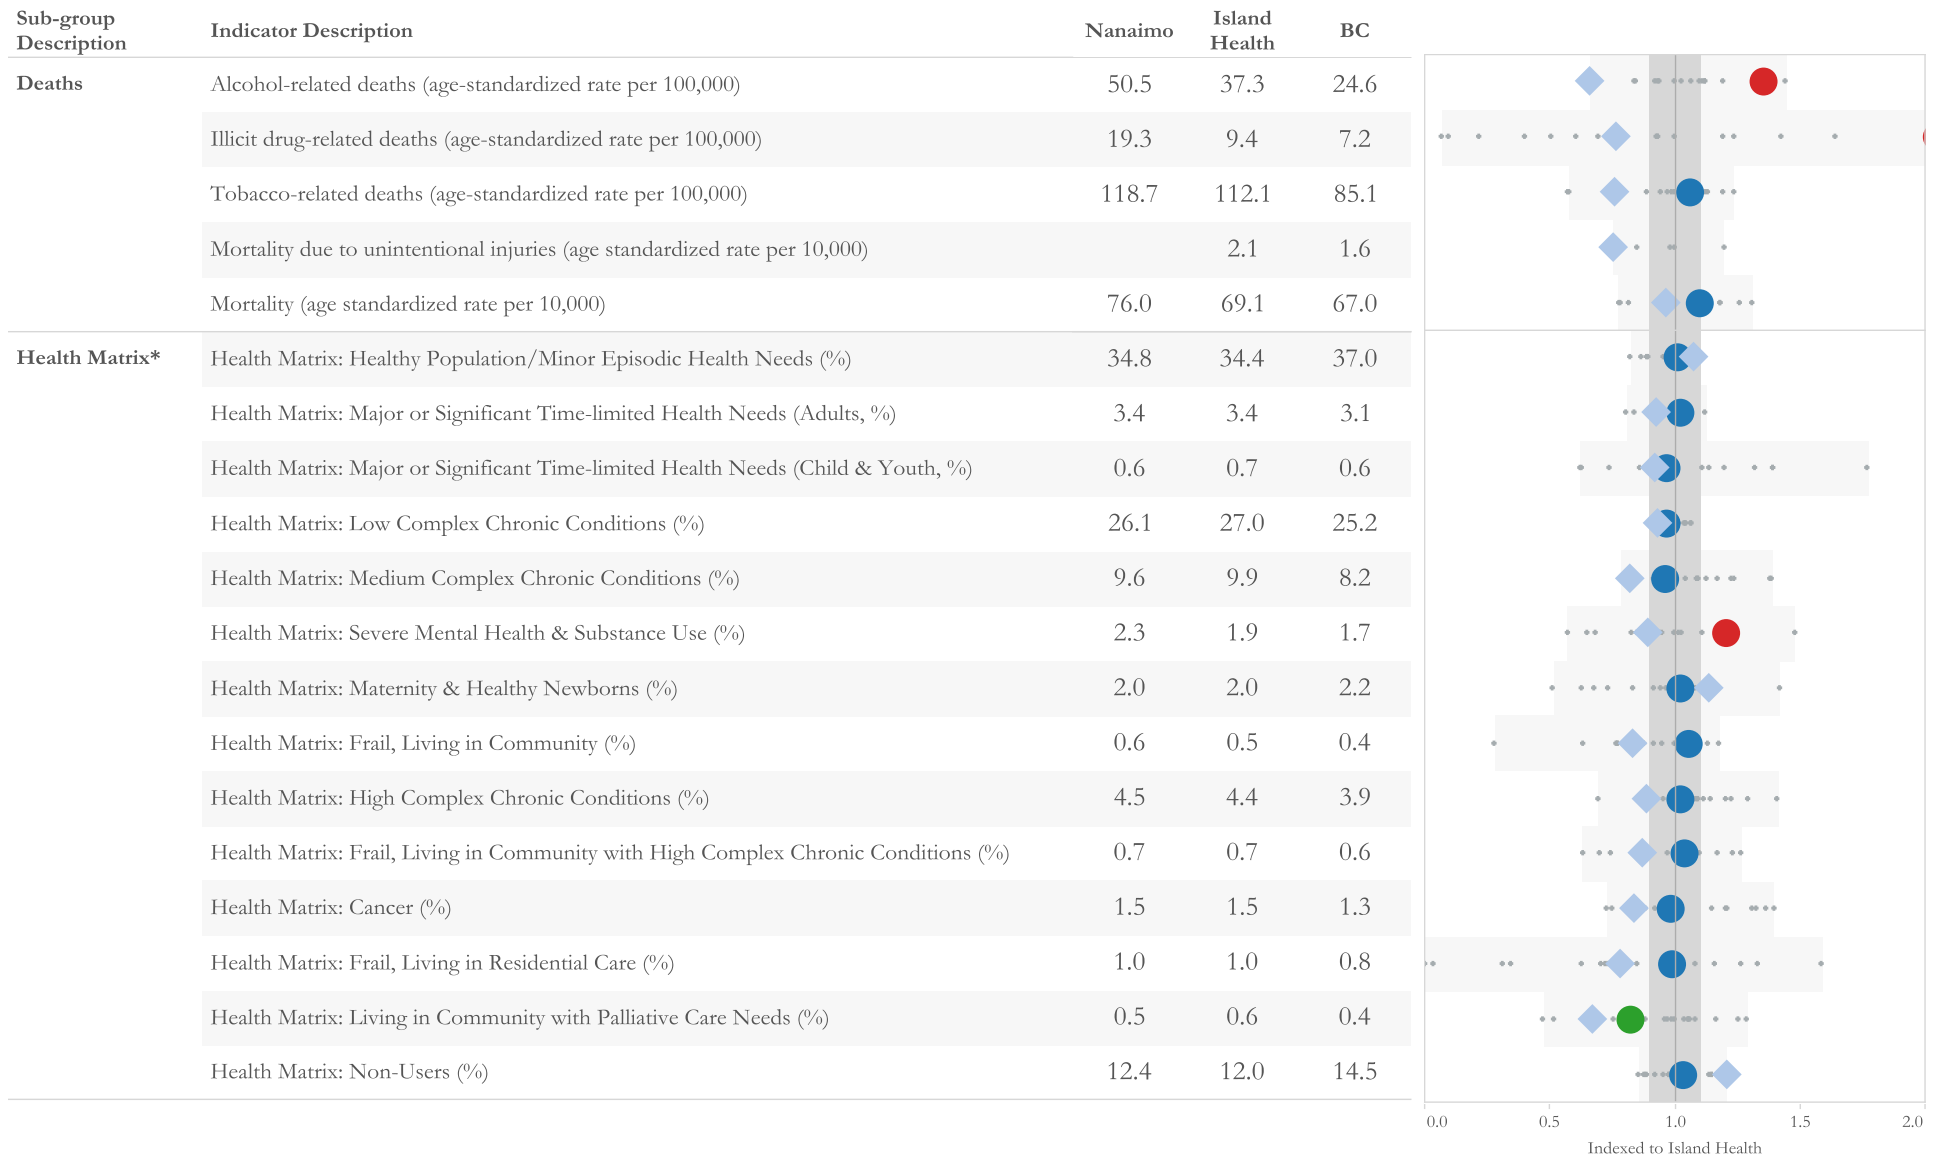 Sub-group Description Indicator Description Nanaimo Island Health BC
Deaths Alcohol-related deaths (age-standardized rate per 100,000) 50.5 37.3 24.6
Illicit drug-related deaths (age-standardized rate per 100,000) 19.3 9.4 7.2
Tobacco-related deaths (age-standardized rate per 100,000) 118.7 112.1 85.1
Mortality due to unintentional injuries (age standardized rate per 10,000) 2.1 1.6
Mortality (age standardized rate per 10,000) 76.0 69.1 67.0
Health Matrix* Health Matrix: Healthy Population/Minor Episodic Health Needs (%) 34.8 34.4 37.0
Health Matrix: Major or Significant Time-limited Health Needs (Adults, %) 3.4 3.4 3.1
Health Matrix: Major or Significant Time-limited Health Needs (Child & Youth, %) 0.6 0.7 0.6
Health Matrix: Low Complex Chronic Conditions (%) 26.1 27.0 25.2
Health Matrix: Medium Complex Chronic Conditions (%) 9.6 9.9 8.2
Health Matrix: Severe Mental Health & Substance Use (%) 2.3 1.9 1.7
Health Matrix: Maternity & Healthy Newborns (%) 2.0 2.0 2.2
Health Matrix: Frail, Living in Community (%) 0.6 0.5 0.4
Health Matrix: High Complex Chronic Conditions (%) 4.5 4.4 3.9
Health Matrix: Frail, Living in Community with High Complex Chronic Conditions (%) 0.7 0.7 0.6
Health Matrix: Cancer (%) 1.5 1.5 1.3
Health Matrix: Frail, Living in Residential Care (%) 1.0 1.0 0.8
Health Matrix: Living in Community with Palliative Care Needs (%) 0.5 0.6 0.4
Health Matrix: Non-Users (%) 12.4 12.0 14.5
0.0 0.5 1.0 1.5 2.0
Indexed to Island Health